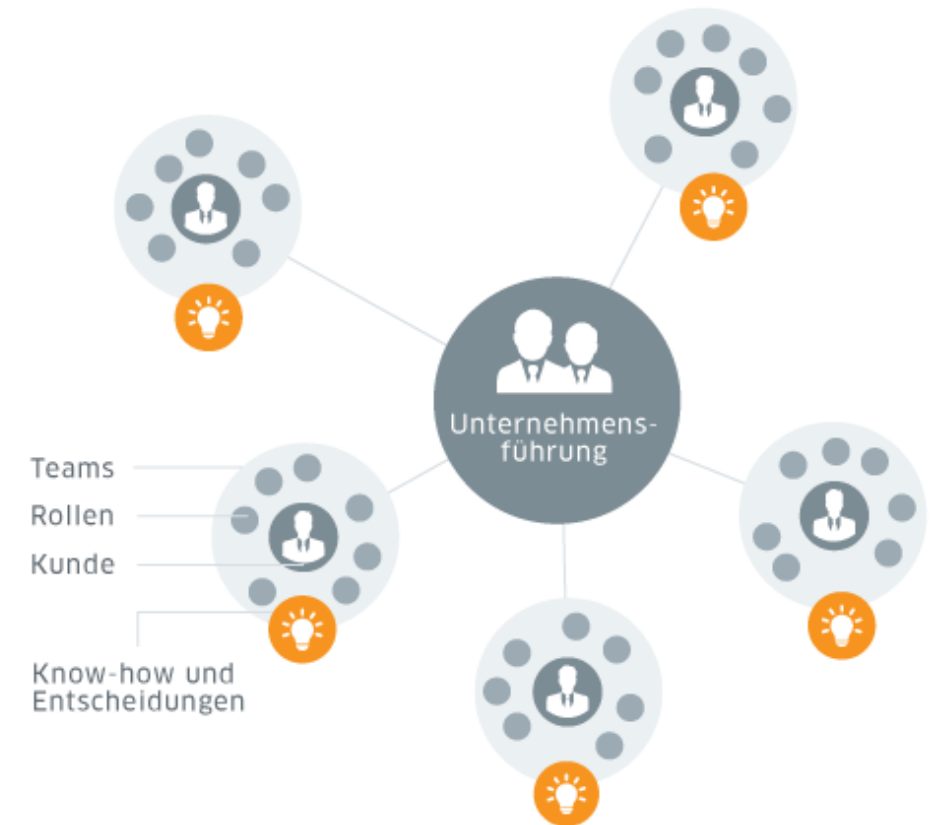 Unternehmens-
führung
Teams
Rollen
Kunde
Know-how und
Entscheidungen